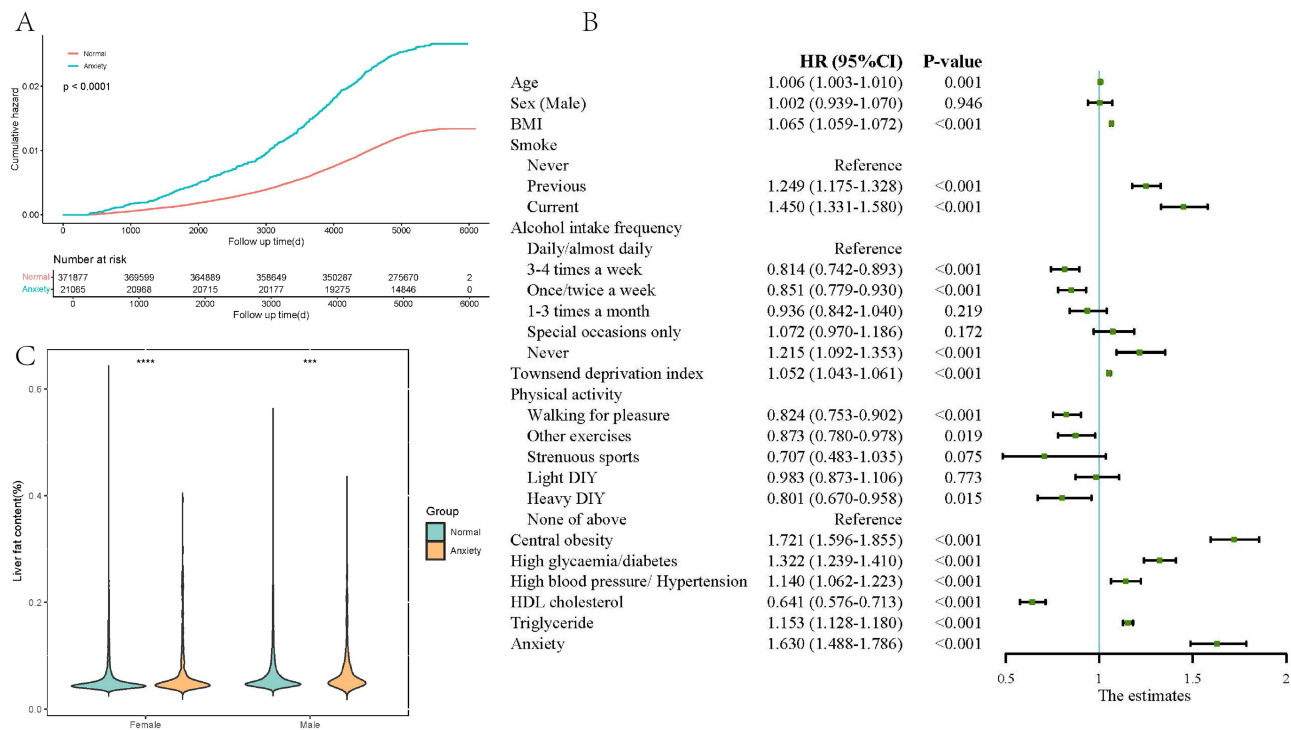 A
Normal
Anxiety
p < 0.0001
Cumulative hazard
0.02
0.01
0.00
0 1000 2000 3000 4000 5000 6000
Follow up time(d)
Number at risk
Normal 371877 369599 364889 358649 350287 275670 2
Anxiety 21065 20968 20715 20177 19275 14846 0
0 1000 2000 3000 4000 5000 6000
Follow up time(d)
B
HR (95%CI) P-value
Age 1.006 (1.003-1.010) 0.001
Sex (Male) 1.002 (0.939-1.070) 0.946
BMI 1.065 (1.059-1.072) <0.001
Smoke
Never Reference
Previous 1.249 (1.175-1.328) <0.001
Current 1.450 (1.331-1.580) <0.001
Alcohol intake frequency
Daily/almost daily Reference
3-4 times a week 0.814 (0.742-0.893) <0.001
Once/twice a week 0.851 (0.779-0.930) <0.001
1-3 times a month 0.936 (0.842-1.040) 0.219
Special occasions only 1.072 (0.970-1.186) 0.172
Never 1.215 (1.092-1.353) <0.001
Townsend deprivation index 1.052 (1.043-1.061) <0.001
Physical activity
Walking for pleasure 0.824 (0.753-0.902) <0.001
Other exercises 0.873 (0.780-0.978) 0.019
Strenuous sports 0.707 (0.483-1.035) 0.075
Light DIY 0.983 (0.873-1.106) 0.773
Heavy DIY 0.801 (0.670-0.958) 0.015
None of above Reference
Central obesity 1.721 (1.596-1.855) <0.001
High glycaemia/diabetes 1.322 (1.239-1.410) <0.001
High blood pressure/ Hypertension 1.140 (1.062-1.223) <0.001
HDL cholesterol 0.641 (0.576-0.713) <0.001
Triglyceride 1.153 (1.128-1.180) <0.001
Anxiety 1.630 (1.488-1.786) <0.001
0.5 1 1.5 2
The estimates
C
**** ***
Liver fat content(%)
0.6
0.4
0.2
0.0
Female Male
Group
Normal
Anxiety